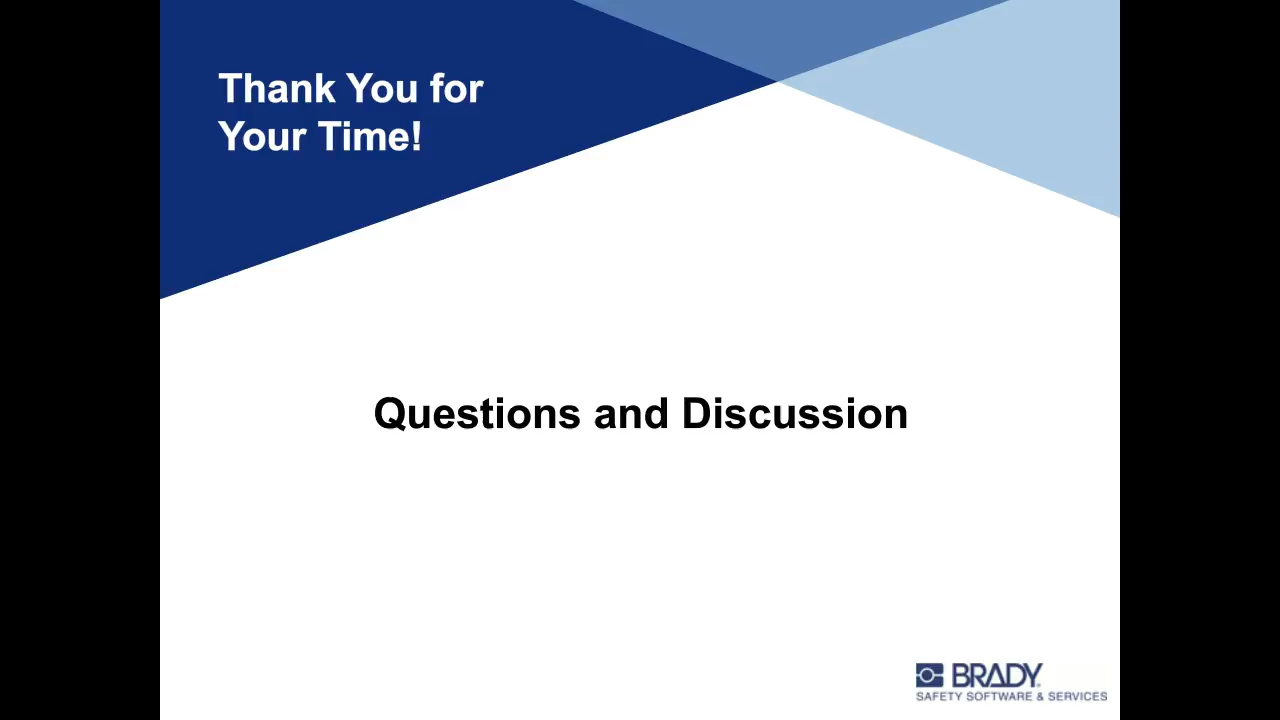 Thank You for
Your Time!
Questions and Discussion
BRADY®
SAFETY SOFTWARE & SERVICES